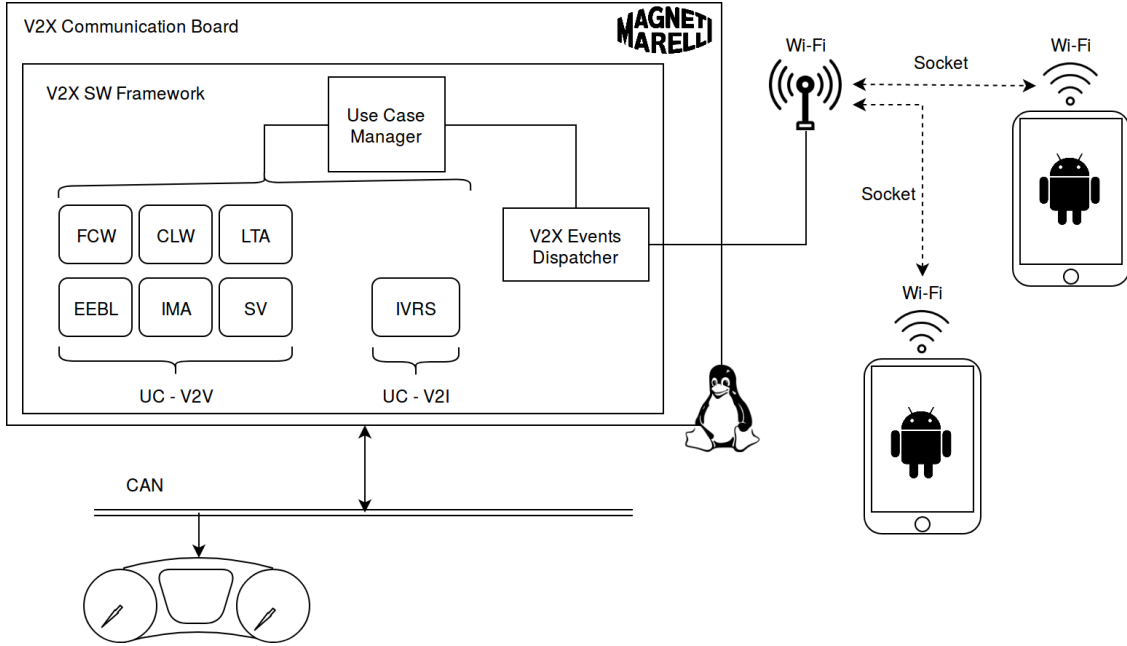 V2X Communication Board
MAGNETI
MARELLI
V2X SW Framework
Use Case
Manager
FCW
CLW
LTA
EEBL
IMA
SV
IVRS
UC - V2V
UC - V2I
V2X Events
Dispatcher
Wi-Fi
Socket
Wi-Fi
Socket
Wi-Fi
CAN